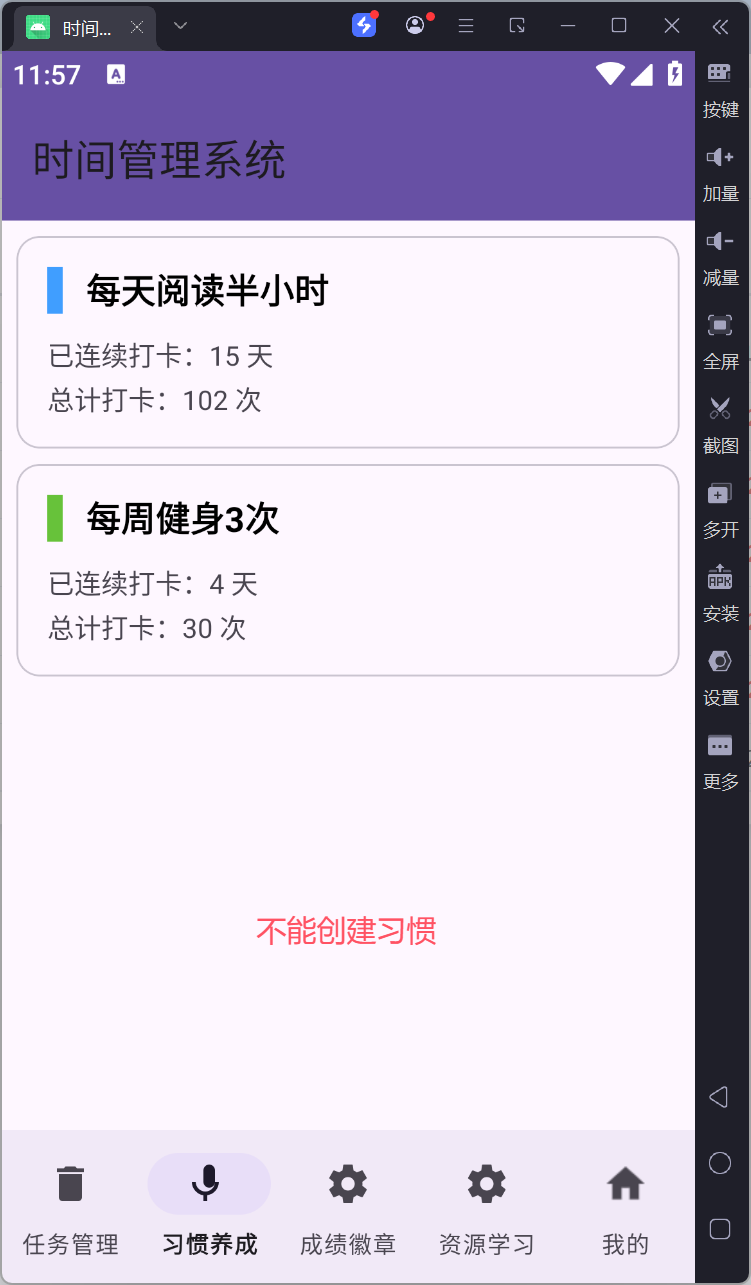 时间...
11:57
A
时间管理系统
每天阅读半小时
已连续打卡：15 天
总计打卡：102 次
每周健身3次
已连续打卡：4 天
总计打卡：30 次
不能创建习惯
任务管理
习惯养成
成绩徽章
资源学习
我的
按键
加量
减量
全屏
截图
多开
APK
安装
设置
更多